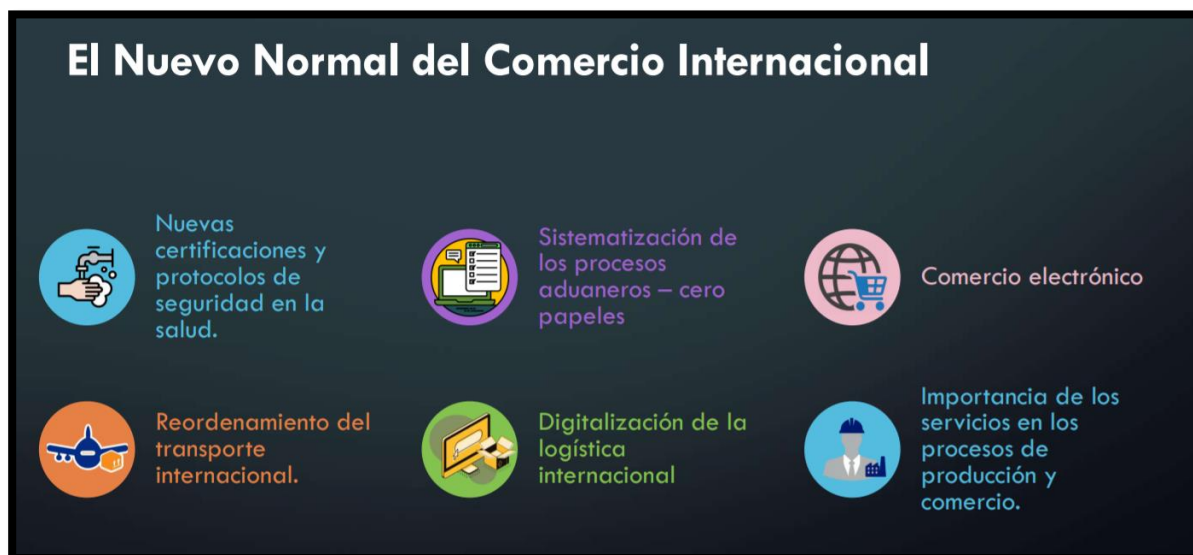 El Nuevo Normal del Comercio Internacional
Nuevas
certificaciones y
protocolos de
seguridad en la
salud.
Sistematización de
los procesos
aduaneros – cero
papeles
Comercio electrónico
Reordenamiento del
transporte
internacional.
Digitalización de la
logística
internacional
Importancia de los
servicios en los
procesos de
producción y
comercio.